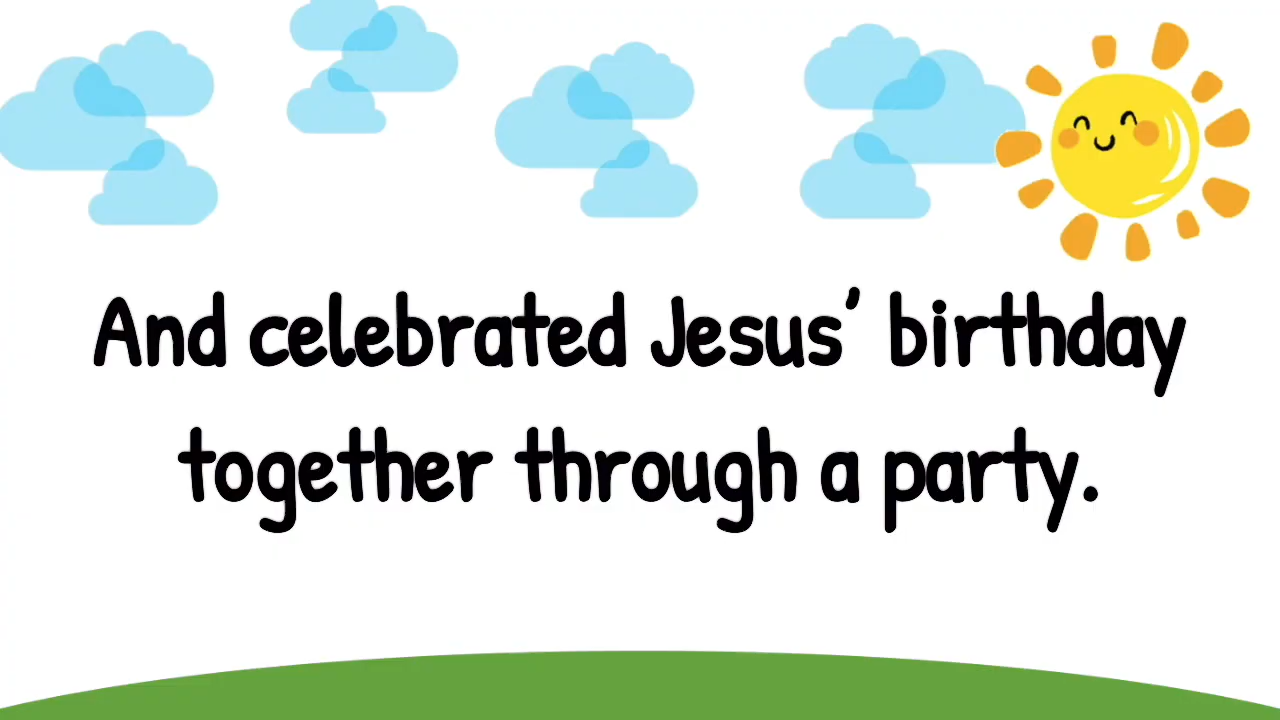 And celebrated Jesus’ birthday
together through a party.